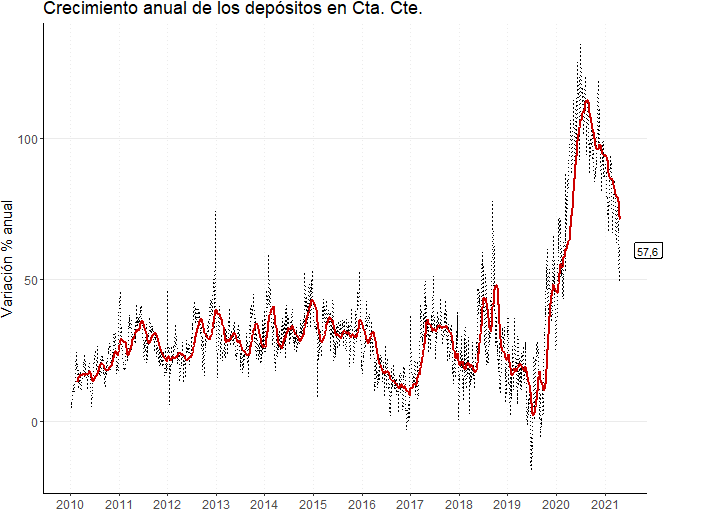 Crecimiento anual de los depósitos en Cta. Cte.
Variación % anual
100
50
0
57,6
2010 2011 2012 2013 2014 2015 2016 2017 2018 2019 2020 2021